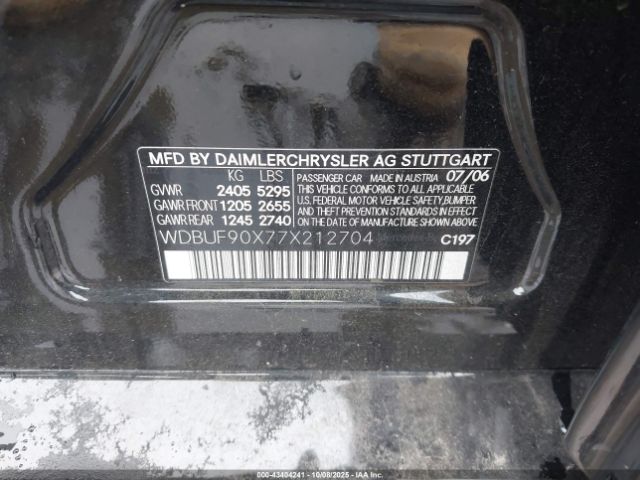 MFD BY DAIMLERCHRYSLER AG STUTTGART
KG LBS
GVWR 2405 5295
GAWR FRONT 1205 2655
GAWR REAR 1245 2740
PASSENGER CAR MADE IN AUSTRIA 07/06
THIS VEHICLE CONFORMS TO ALL APPLICABLE
U.S. FEDERAL MOTOR VEHICLE SAFETY, BUMPER
AND THEFT PREVENTION STANDARDS IN EFFECT
ON THE DATE OF MANUFACTURE SHOWN ABOVE.
WDBUF90X77X212704
C197
000-43404241 - 10/08/2025 - © IAA Holdings, LLC